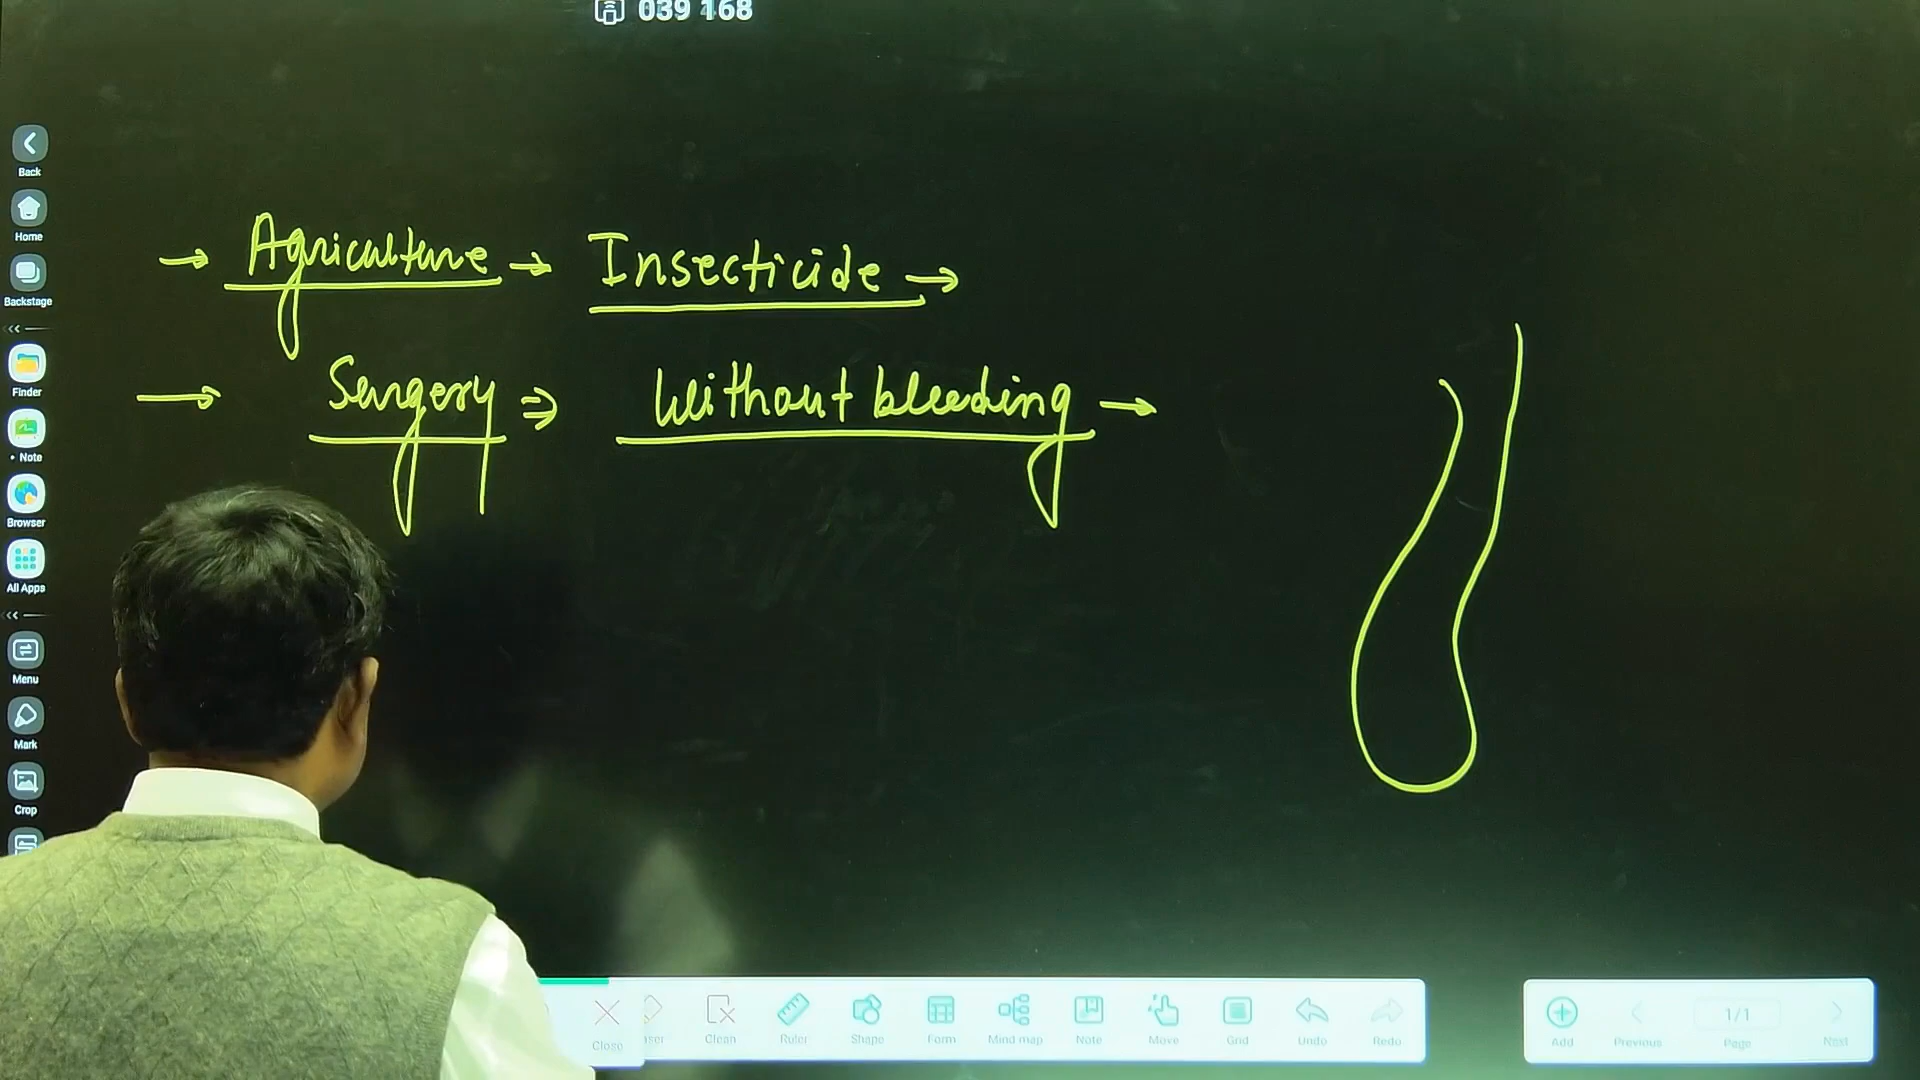 039 168
Back
Home
Backstage
Finder
Note
Browser
All Apps
Menu
Mark
Crop
→ Agriculture → Insecticide →
→ Surgery ⇒ Without bleeding →
Close Clean Ruler Shape Form Mind map Note Move Grid Undo Redo
Add Previous 1/1 Page Next